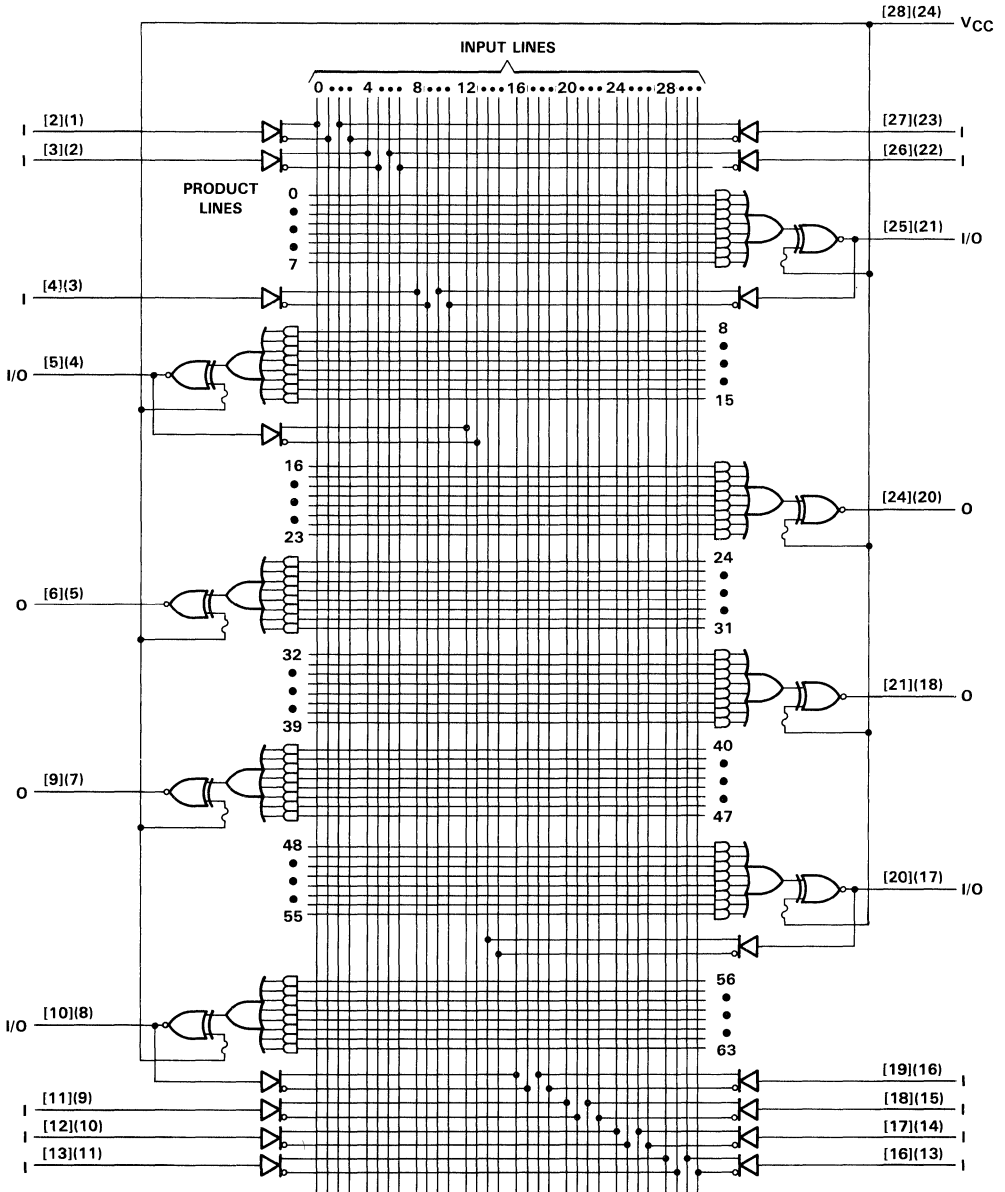 [28](24) VCC
INPUT LINES
0 ••• 4 ••• 8 ••• 12 ••• 16 ••• 20 ••• 24 ••• 28 •••
I [2](1)
[27](23) I
I [3](2)
[26](22) I
PRODUCT
LINES
0
7
[25](21) I/O
I [4](3)
8
15
I/O [5](4)
16
23
[24](20) O
24
31
O [6](5)
32
39
[21](18) O
40
47
O [9](7)
48
55
[20](17) I/O
56
63
I/O [10](8)
[19](16) I
I [11](9)
[18](15) I
I [12](10)
[17](14) I
I [13](11)
[16](13) I